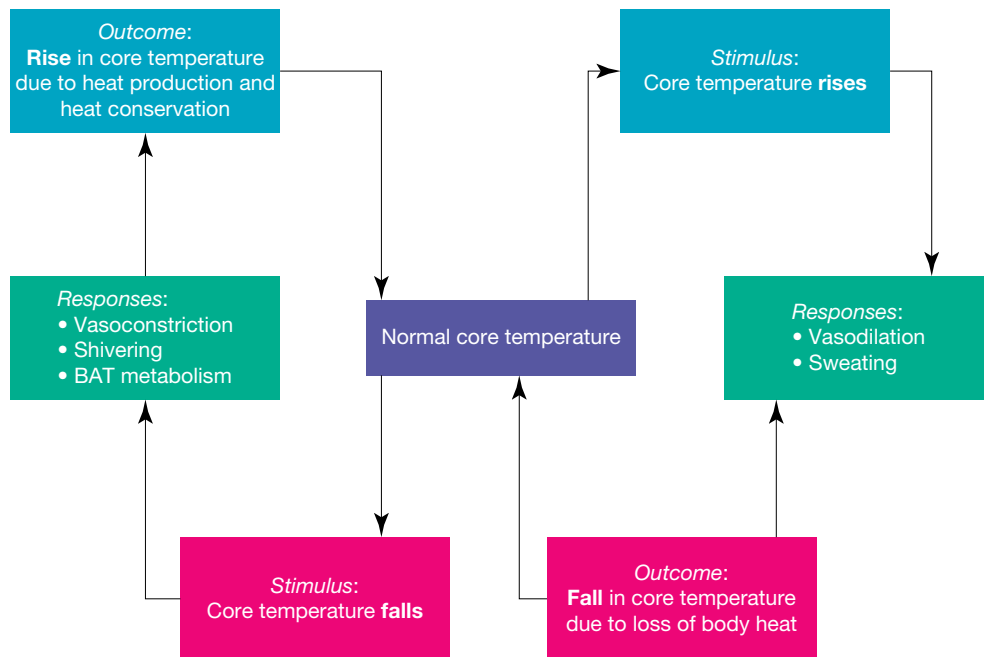 Outcome:
Rise in core temperature
due to heat production and
heat conservation
Stimulus:
Core temperature rises
Responses:
• Vasoconstriction
• Shivering
• BAT metabolism
Normal core temperature
Responses:
• Vasodilation
• Sweating
Stimulus:
Core temperature falls
Outcome:
Fall in core temperature
due to loss of body heat